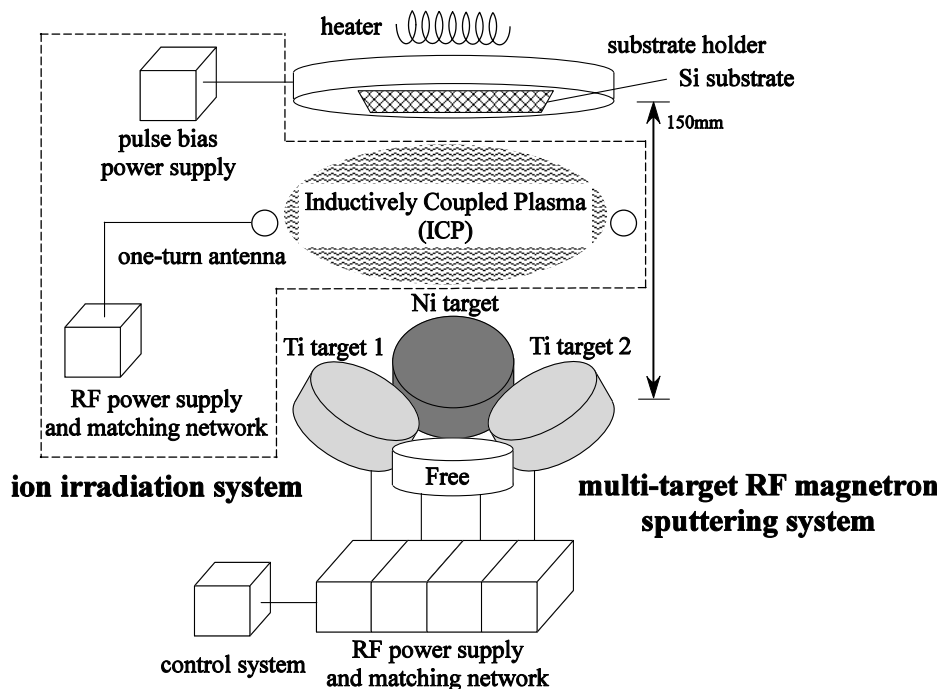 heater
substrate holder
Si substrate
150mm
pulse bias
power supply
Inductively Coupled Plasma
(ICP)
one-turn antenna
Ni target
Ti target 1
Ti target 2
RF power supply
and matching network
Free
ion irradiation system
multi-target RF magnetron
sputtering system
control system
RF power supply
and matching network